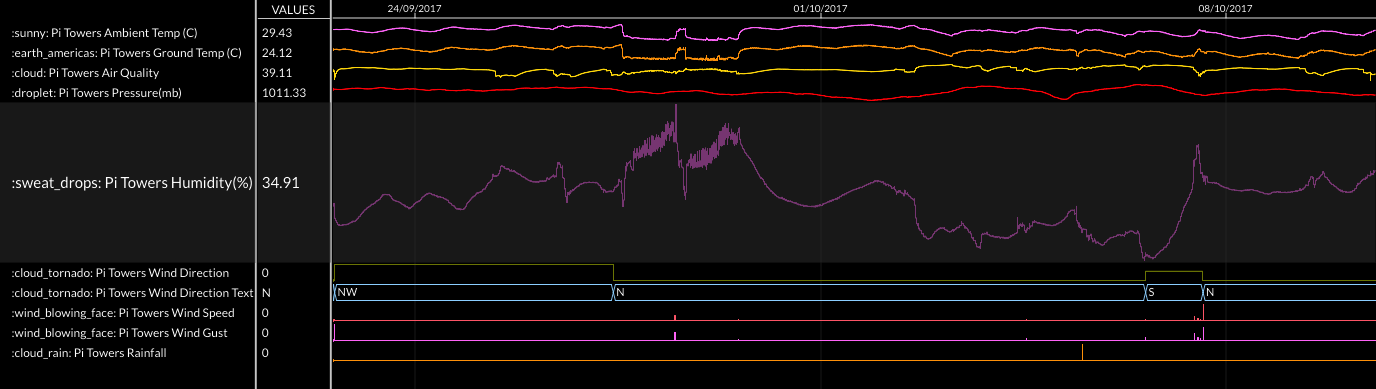 VALUES 24/09/2017 01/10/2017 08/10/2017
:sunny: Pi Towers Ambient Temp (C) 29.43
:earth_americas: Pi Towers Ground Temp (C) 24.12
:cloud: Pi Towers Air Quality 39.11
:droplet: Pi Towers Pressure(mb) 1011.33
:sweat_drops: Pi Towers Humidity(%) 34.91
:cloud_tornado: Pi Towers Wind Direction 0
:cloud_tornado: Pi Towers Wind Direction Text N NW N S N
:wind_blowing_face: Pi Towers Wind Speed 0
:wind_blowing_face: Pi Towers Wind Gust 0
:cloud_rain: Pi Towers Rainfall 0